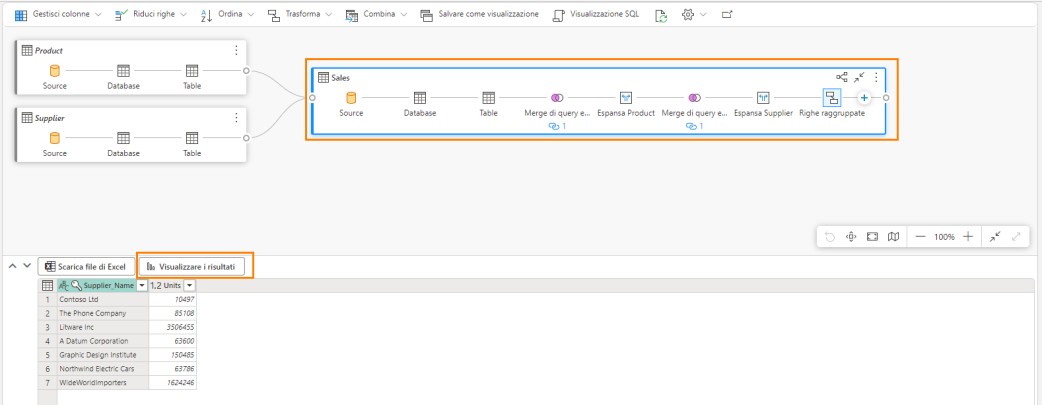 Gestisci colonne Riduci righe Ordina Trasforma Combina Salvare come visualizzazione Visualizzazione SQL
Product
Source Database Table
Supplier
Source Database Table
Sales
Source Database Table Merge di query e... Espansa Product Merge di query e... Espansa Supplier Righe raggruppate
1 1
100%
Scarica file di Excel Visualizzare i risultati
Supplier_Name 1.2 Units
1 Contoso Ltd 10497
2 The Phone Company 85108
3 Litware Inc 3506455
4 A Datum Corporation 63600
5 Graphic Design Institute 150485
6 Northwind Electric Cars 63786
7 WideWorldImporters 1624246